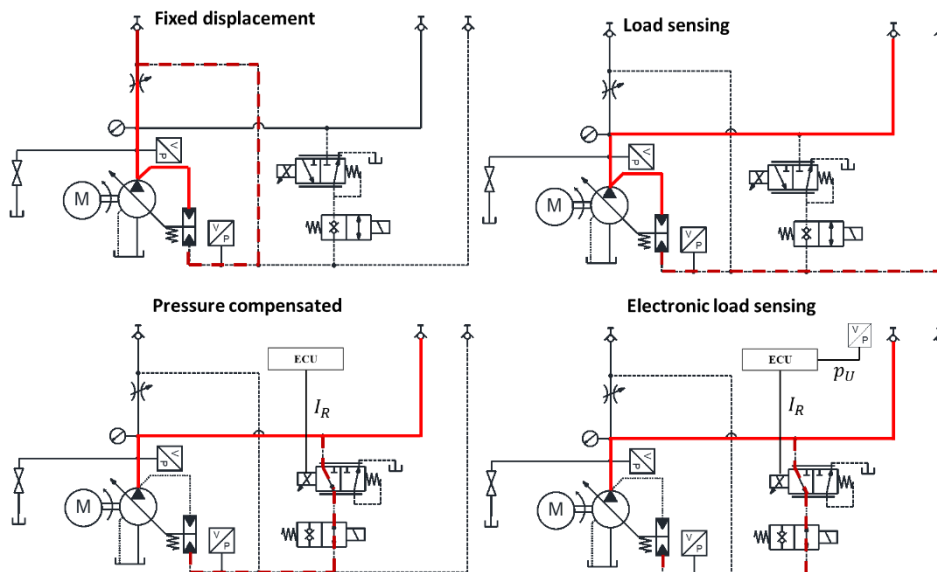 Fixed displacement
V
P
M
V
P
Load sensing
V
P
M
V
P
Pressure compensated
ECU
I_R
V
P
M
V
P
Electronic load sensing
V
P
ECU
p_U
I_R
V
P
M
V
P